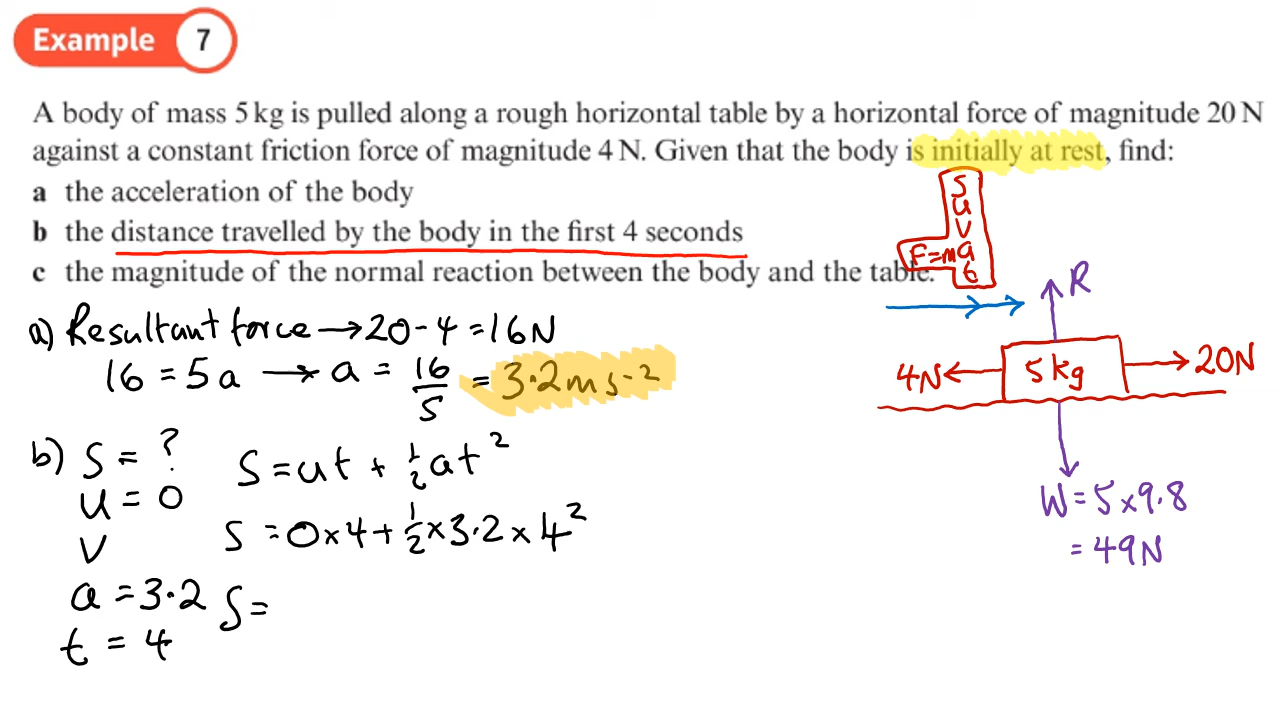 Example 7
A body of mass 5 kg is pulled along a rough horizontal table by a horizontal force of magnitude 20 N
against a constant friction force of magnitude 4 N. Given that the body is initially at rest, find:
a the acceleration of the body
b the distance travelled by the body in the first 4 seconds
c the magnitude of the normal reaction between the body and the table.
S
U
V
F=ma
t
a) Resultant force → 20 - 4 = 16N
16 = 5a → a = 16/5 = 3.2ms-2
b) S = ?
u = 0
v
a = 3.2
t = 4
S = ut + 1/2at²
S = 0×4 + 1/2×3.2×4²
S =
R
4N
5kg
20N
W = 5×9.8
= 49N